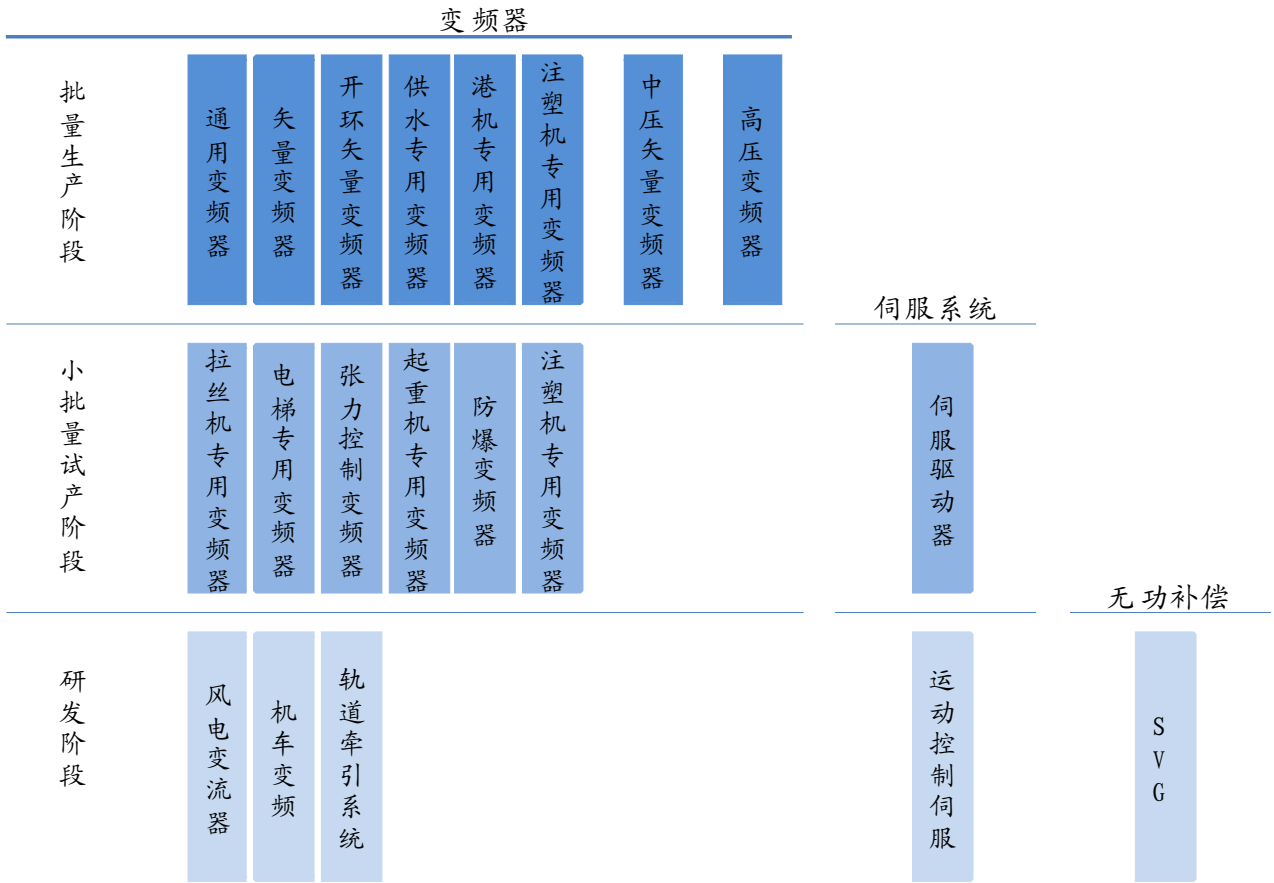 变频器
批量生产阶段
通用变频器
矢量变频器
开环矢量变频器
供水专用变频器
港机专用变频器
注塑机专用变频器
中压矢量变频器
高压变频器
伺服系统
小批量试产阶段
拉丝机专用变频器
电梯专用变频器
张力控制变频器
起重机专用变频器
防爆变频器
注塑机专用变频器
伺服驱动器
无功补偿
研发阶段
风电变流器
机车变频
轨道牵引系统
运动控制伺服
SVG